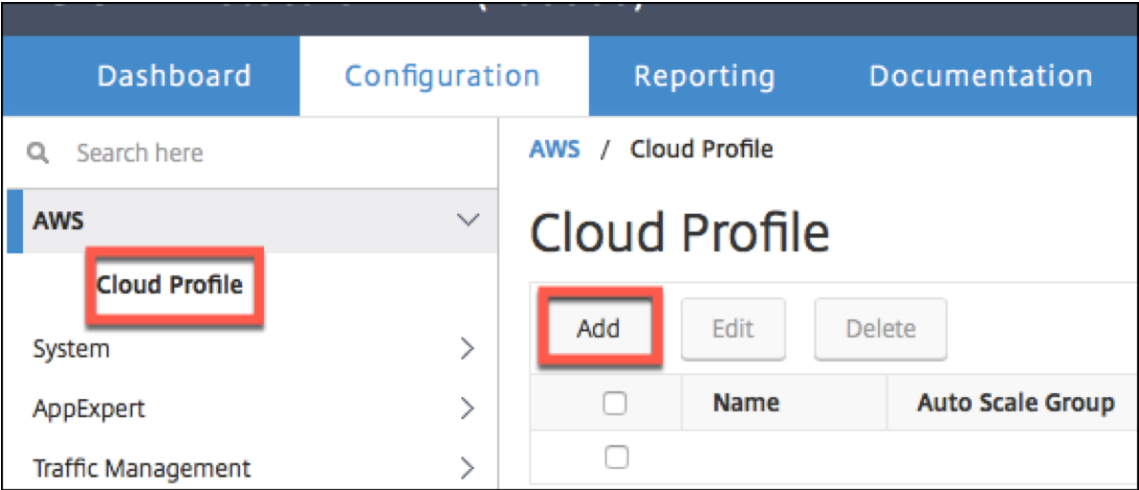 Dashboard Configuration Reporting Documentation
Search here
AWS
Cloud Profile
System
AppExpert
Traffic Management
AWS / Cloud Profile
Cloud Profile
Add Edit Delete
Name Auto Scale Group